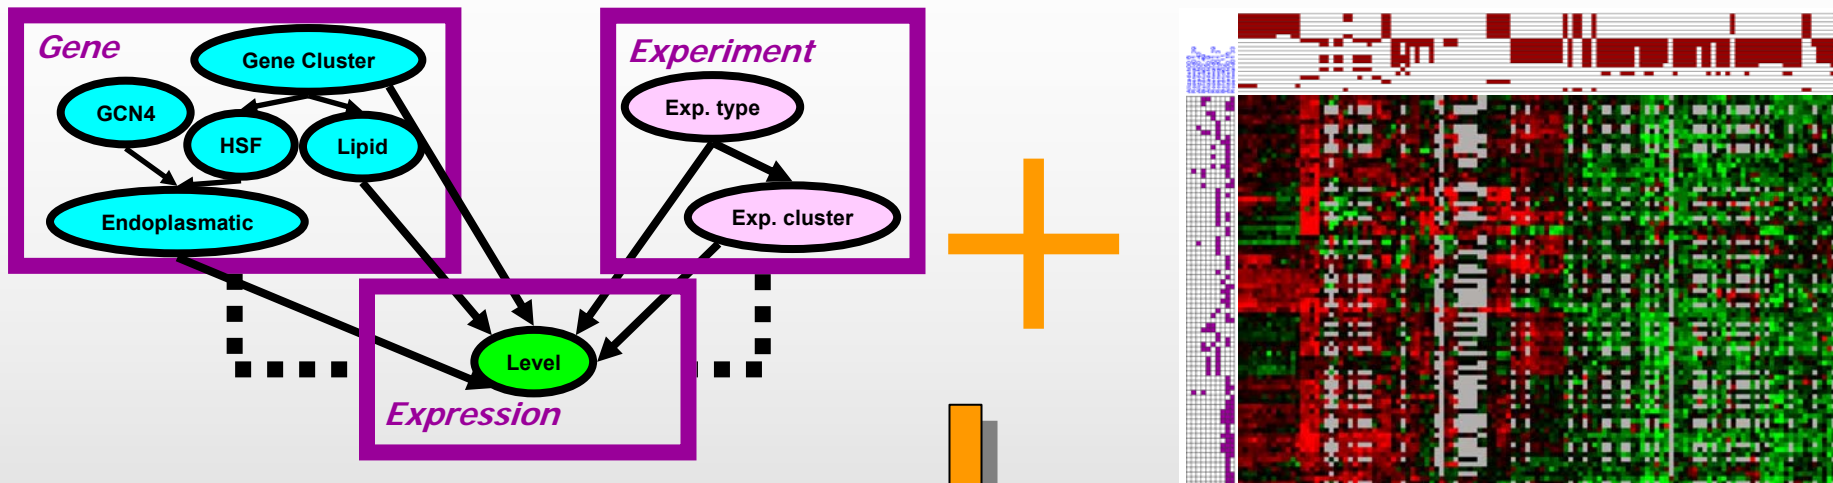 Gene
Gene Cluster
GCN4
HSF
Lipid
Endoplasmatic
Experiment
Exp. type
Exp. cluster
Level
Expression